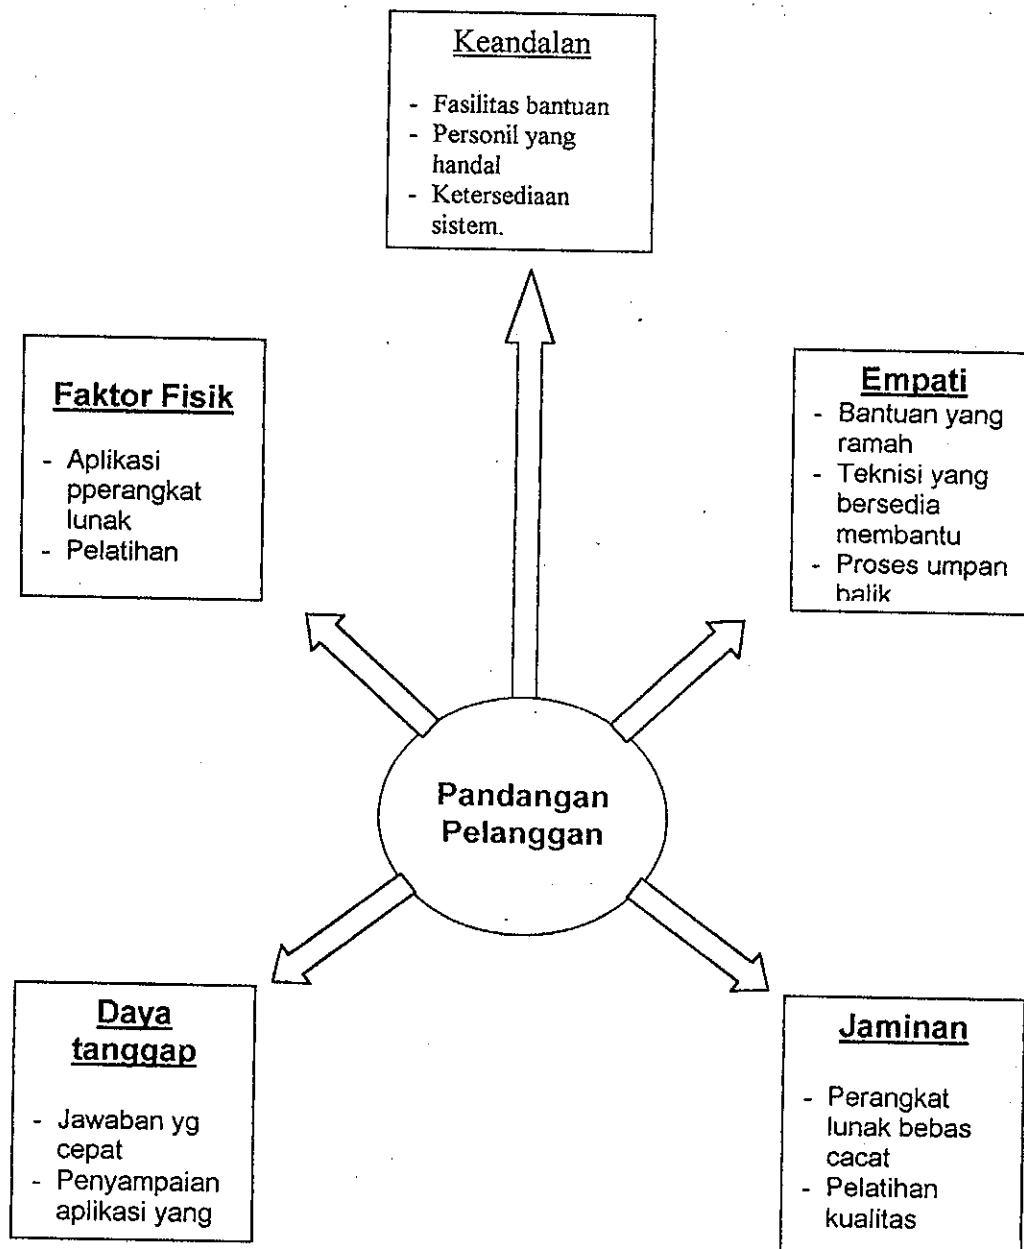 Keandalan
- Fasilitas bantuan
- Personil yang
handal
- Ketersediaan
sistem.
Faktor Fisik
- Aplikasi
pperangkat
lunak
- Pelatihan
Empati
- Bantuan yang
ramah
- Teknisi yang
bersedia
membantu
- Proses umpan
balik
Pandangan
Pelanggan
Daya
tanggap
- Jawaban yg
cepat
- Penyampaian
aplikasi yang
Jaminan
- Perangkat
lunak bebas
cacat
- Pelatihan
kualitas